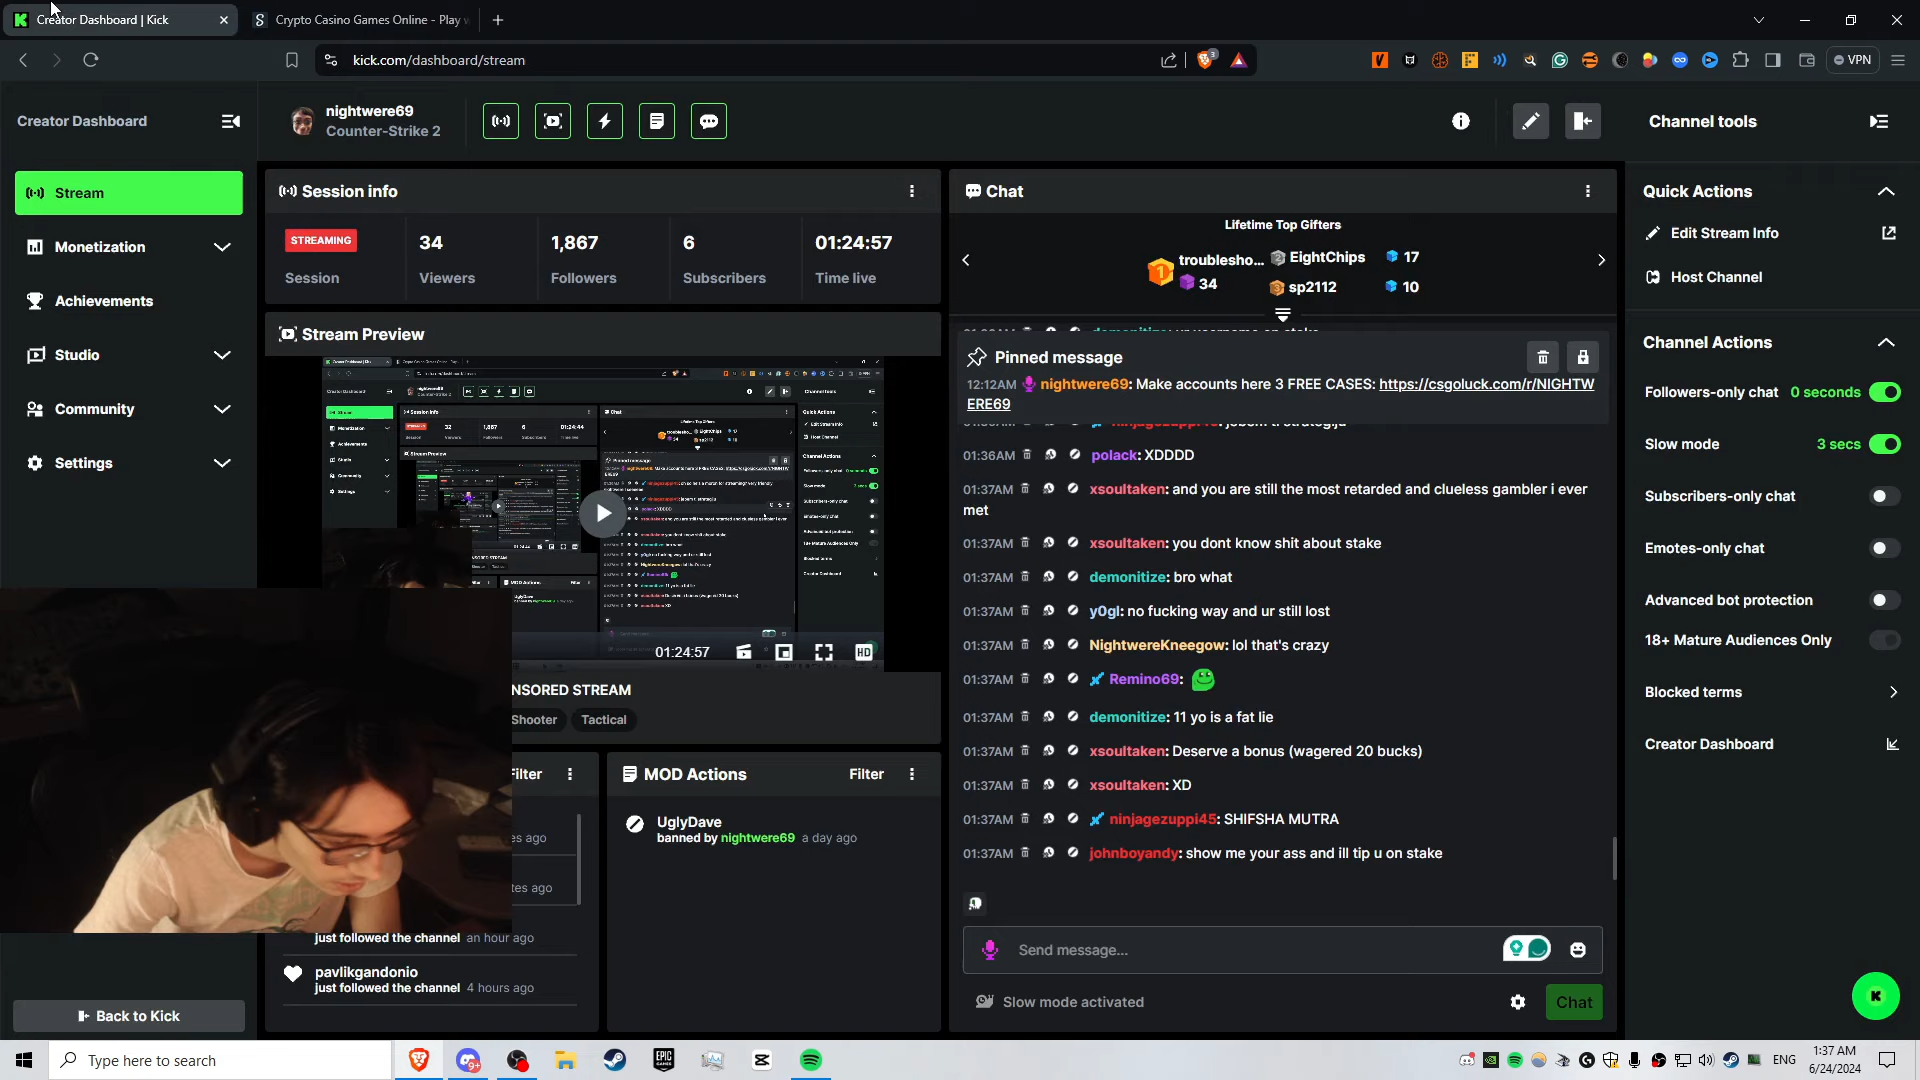 Creator Dashboard | Kick
Crypto Casino Games Online - Play w
kick.com/dashboard/stream
3
VPN
Creator Dashboard
nightwere69
Counter-Strike 2
Channel tools
Stream
Monetization
Achievements
Studio
Community
Settings
Back to Kick
Session info
STREAMING
Session
34
Viewers
1,867
Followers
6
Subscribers
01:24:57
Time live
Stream Preview
01:24:57
HD
NSORED STREAM
Shooter
Tactical
Filter
es ago
tes ago
just followed the channel an hour ago
pavlikgandonio
just followed the channel 4 hours ago
MOD Actions
Filter
UglyDave
banned by nightwere69 a day ago
Chat
Lifetime Top Gifters
1
troublesho...
34
2 EightChips 17
3 sp2112 10
Pinned message
12:12AM nightwere69: Make accounts here 3 FREE CASES: https://csgoluck.com/r/NIGHTW
ERE69
01:36AM polack: XDDDD
01:37AM xsoultaken: and you are still the most retarded and clueless gambler i ever
met
01:37AM xsoultaken: you dont know shit about stake
01:37AM demonitize: bro what
01:37AM y0gl: no fucking way and ur still lost
01:37AM NightwereKneegow: lol that's crazy
01:37AM Remino69:
01:37AM demonitize: 11 yo is a fat lie
01:37AM xsoultaken: Deserve a bonus (wagered 20 bucks)
01:37AM xsoultaken: XD
01:37AM ninjagezuppi45: SHIFSHA MUTRA
01:37AM johnboyandy: show me your ass and ill tip u on stake
Send message...
Slow mode activated
Chat
Quick Actions
Edit Stream Info
Host Channel
Channel Actions
Followers-only chat 0 seconds
Slow mode 3 secs
Subscribers-only chat
Emotes-only chat
Advanced bot protection
18+ Mature Audiences Only
Blocked terms
Creator Dashboard
Type here to search
EPIC
GAMES
ENG
1:37 AM
6/24/2024